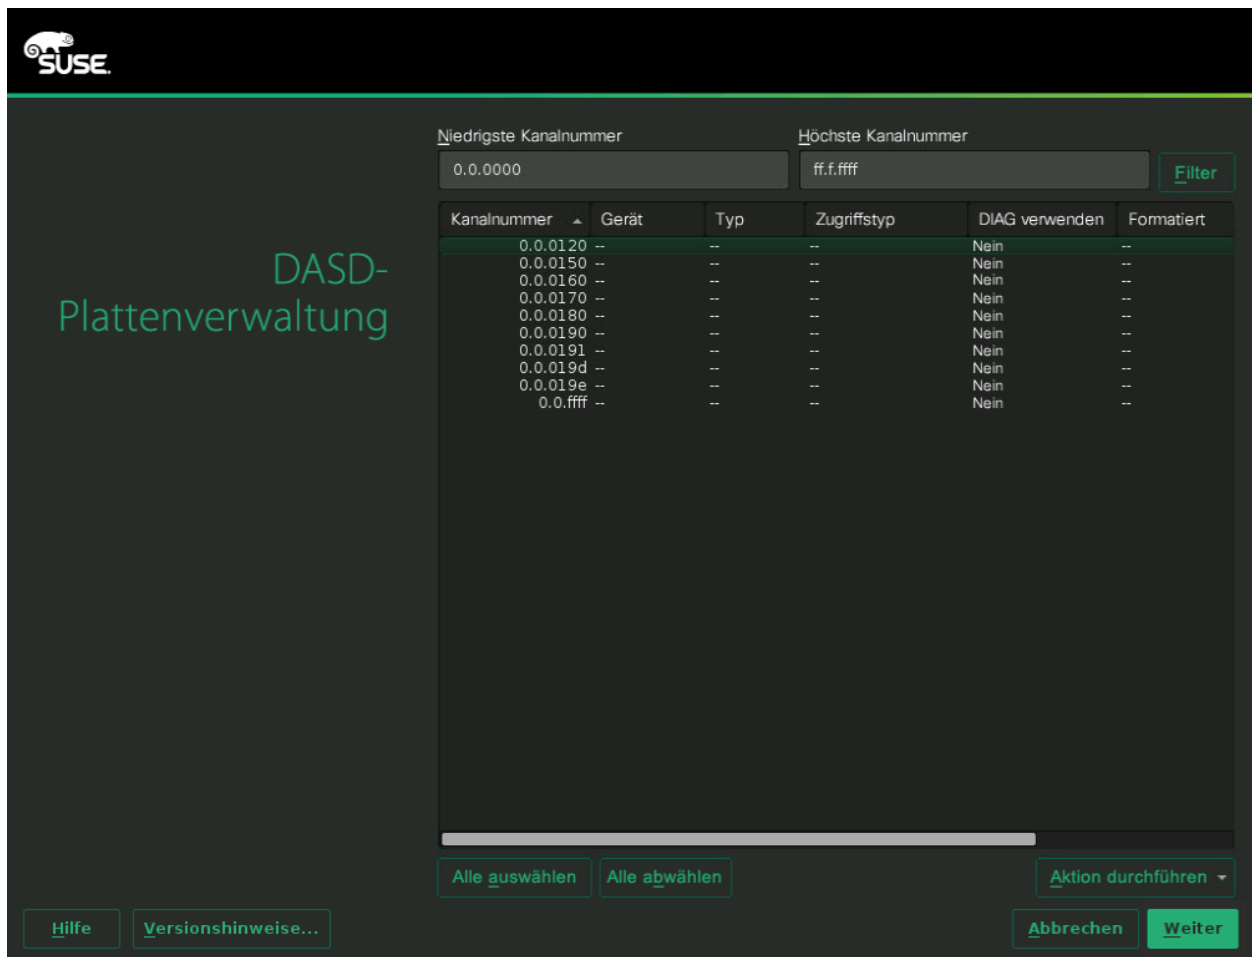 SUSE.
Niedrigste Kanalnummer Höchste Kanalnummer
0.0.0000 ff.f.ffff Filter
DASD-
Plattenverwaltung
Kanalnummer Gerät Typ Zugriffstyp DIAG verwenden Formatiert
0.0.0120 -- -- -- Nein --
0.0.0150 -- -- -- Nein --
0.0.0160 -- -- -- Nein --
0.0.0170 -- -- -- Nein --
0.0.0180 -- -- -- Nein --
0.0.0190 -- -- -- Nein --
0.0.0191 -- -- -- Nein --
0.0.019d -- -- -- Nein --
0.0.019e -- -- -- Nein --
0.0.ffff -- -- -- Nein --
Alle auswählen Alle abwählen Aktion durchführen
Hilfe Versionshinweise... Abbrechen Weiter